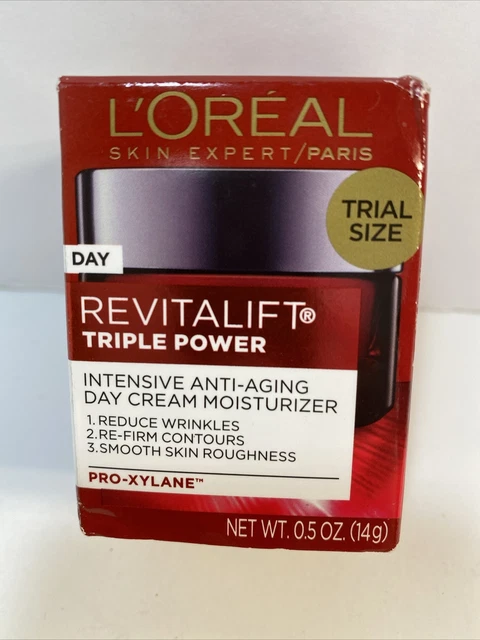 L'ORÉAL
SKIN EXPERT/PARIS
TRIAL
SIZE
DAY
REVITALIFT®
TRIPLE POWER
INTENSIVE ANTI-AGING
DAY CREAM MOISTURIZER
1. REDUCE WRINKLES
2.RE-FIRM CONTOURS
3.SMOOTH SKIN ROUGHNESS
PRO-XYLANE™
NET WT. 0.5 OZ. (14g)